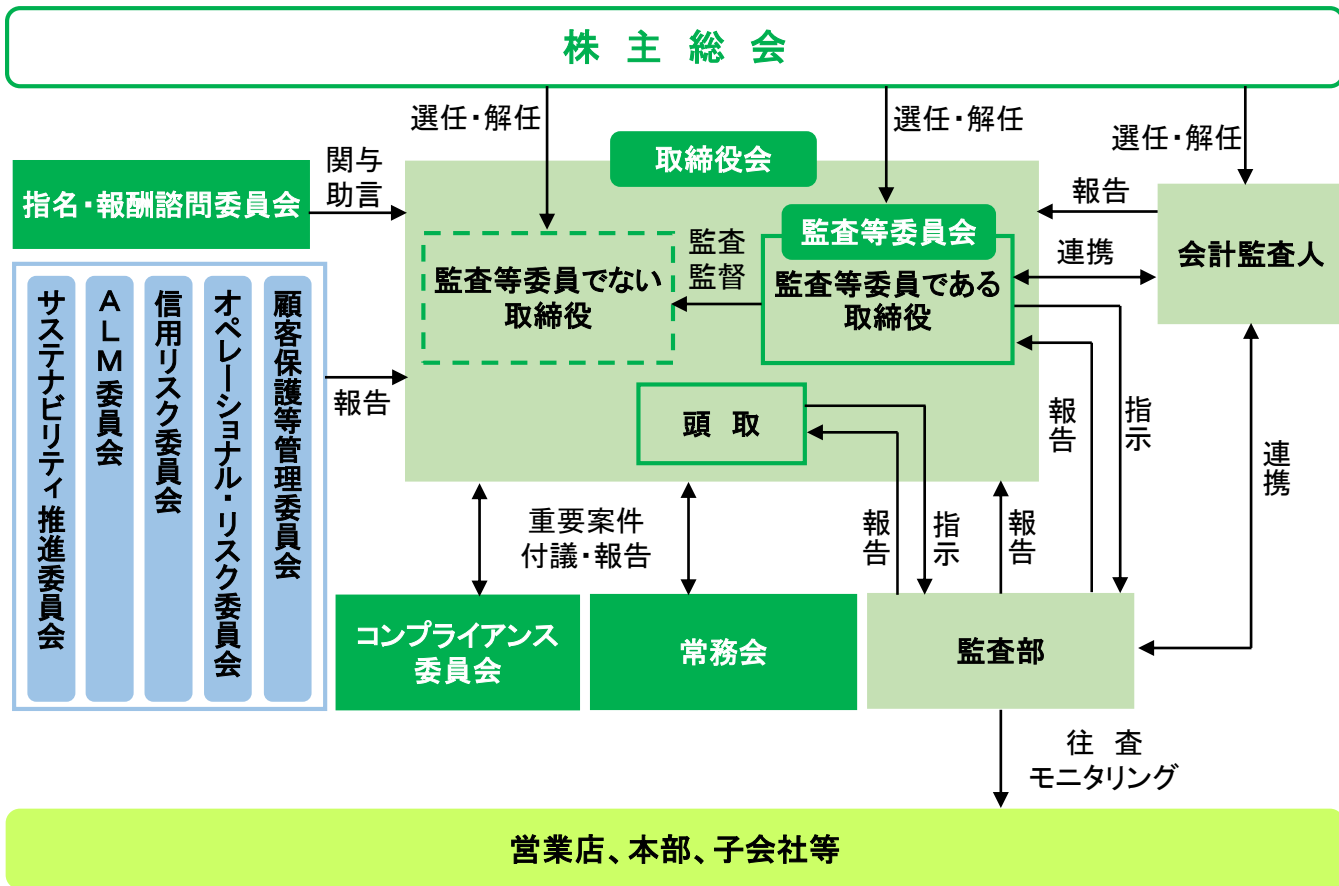 株 主 総 会
選任・解任
選任・解任
選任・解任
取締役会
関与
助言
指名・報酬諮問委員会
報告
会計監査人
監査等委員会
監査
監督
連携
監査等委員でない
取締役
監査等委員である
取締役
サステナビリティ推進委員会
ALM委員会
信用リスク委員会
オペレーショナル・リスク委員会
顧客保護等管理委員会
報告
頭 取
報告
指示
連携
重要案件
付議・報告
報告
指示
報告
コンプライアンス
委員会
常務会
監査部
往 査
モニタリング
営業店、本部、子会社等